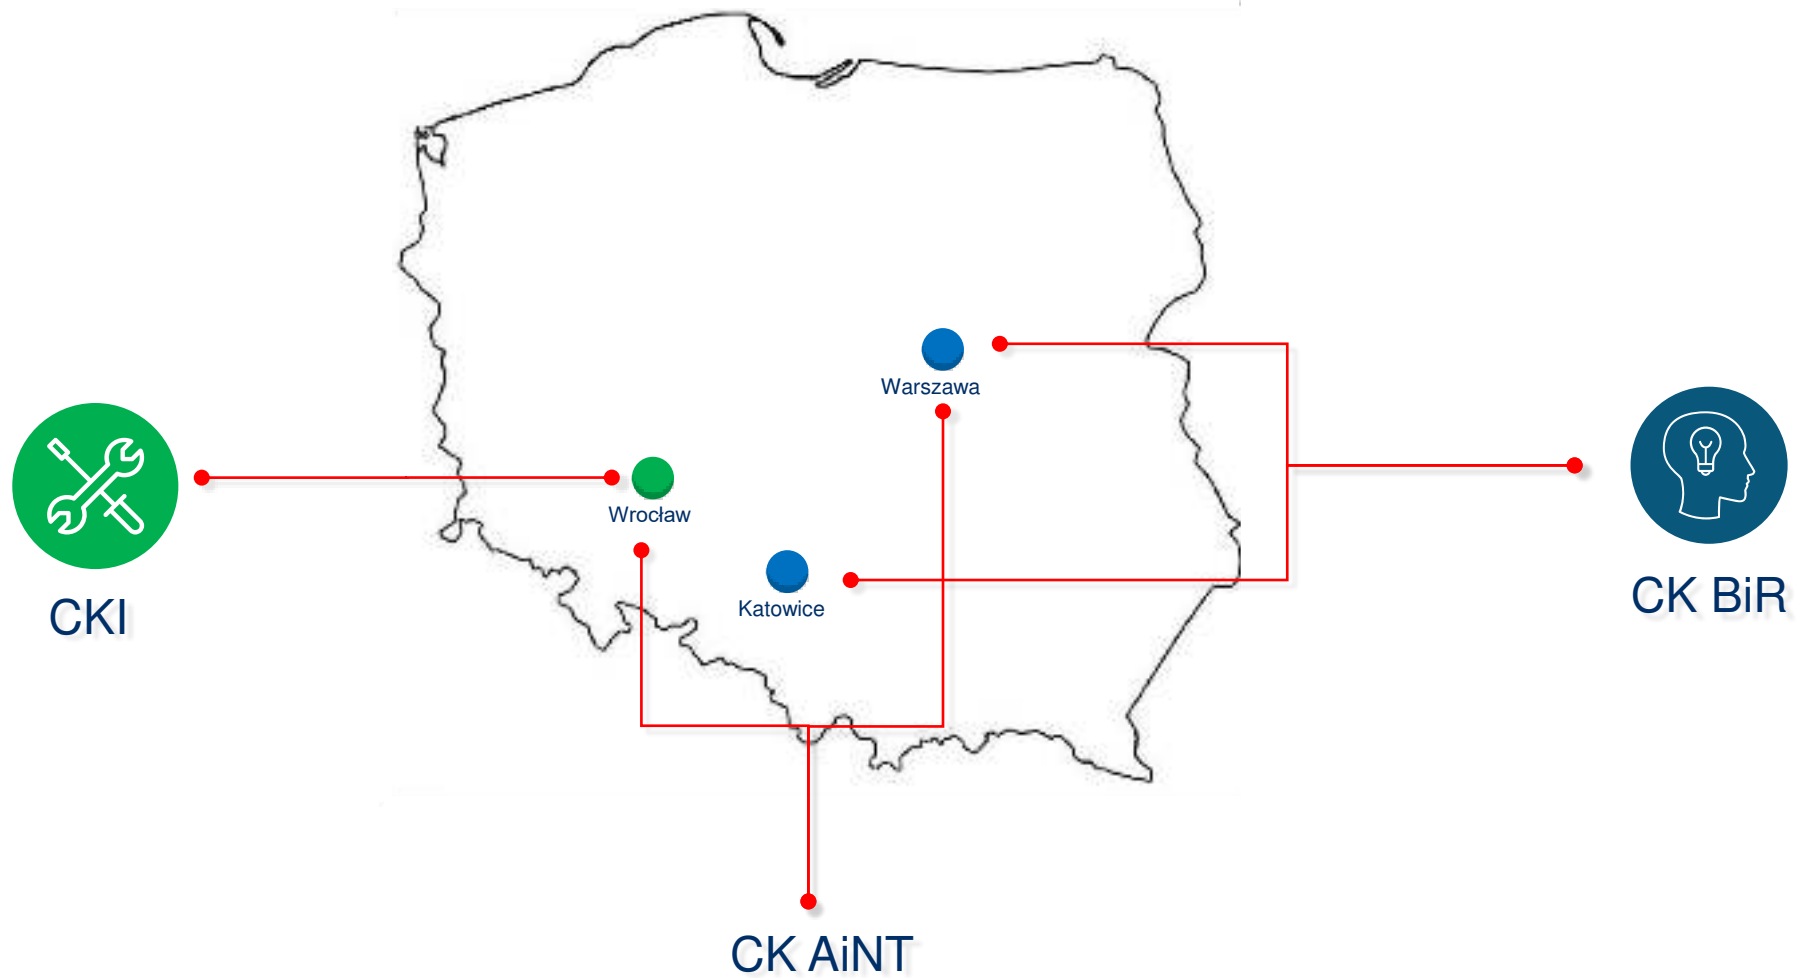 Warszawa
Wrocław
Katowice
CKI
CK BiR
CK AiNT